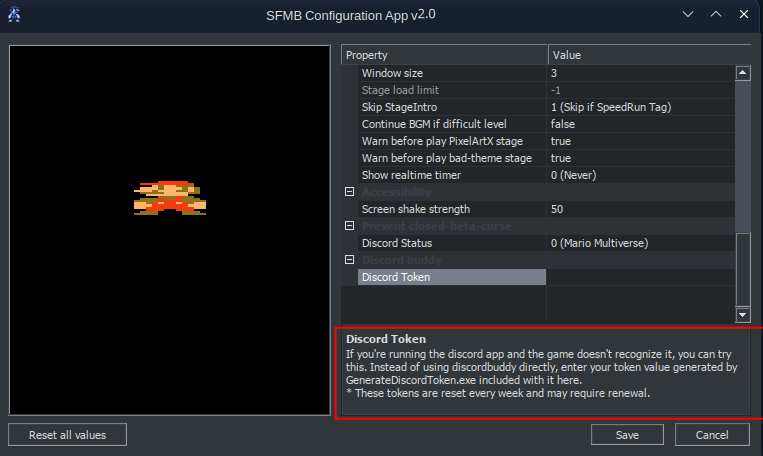 SFMB Configuration App v2.0
Property Value
Window size 3
Stage load limit -1
Skip StageIntro 1 (Skip if SpeedRun Tag)
Continue BGM if difficult level false
Warn before play PixelArtX stage true
Warn before play bad-theme stage true
Show realtime timer 0 (Never)
Accessibility
Screen shake strength 50
Prevent closed-beta-curse
Discord Status 0 (Mario Multiverse)
Discord buddy
Discord Token
Discord Token
If you're running the discord app and the game doesn't recognize it, you can try
this. Instead of using discordbuddy directly, enter your token value generated by
GenerateDiscordToken.exe included with it here.
* These tokens are reset every week and may require renewal.
Reset all values Save Cancel